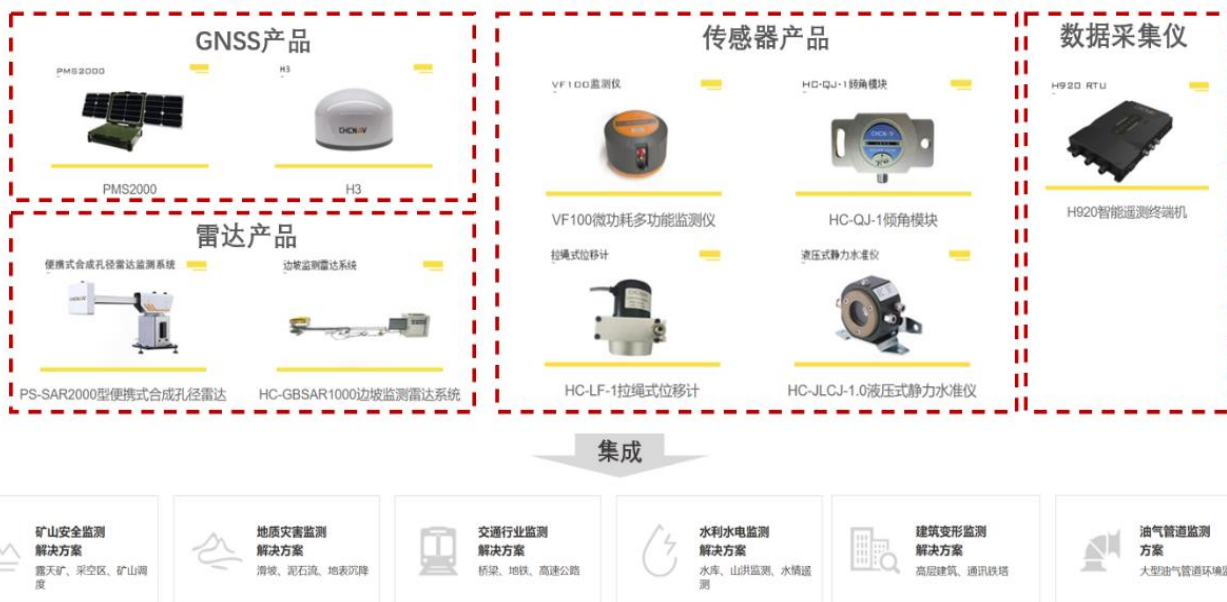 GNSS产品
PMS2000
H3
CHCNAV
PMS2000
H3
雷达产品
便携式合成孔径雷达监测系统
边坡监测雷达系统
PS-SAR2000型便携式合成孔径雷达
HC-GBSAR1000边坡监测雷达系统
传感器产品
VF100监测仪
HC-QJ-1倾角模块
CHCNAV
VF100微功耗多功能监测仪
HC-QJ-1倾角模块
拉绳式位移计
液压式静力水准仪
HC-LF-1拉绳式位移计
HC-JLCJ-1.0液压式静力水准仪
数据采集仪
H920 RTU
H920智能遥测终端机
集成
矿山安全监测
解决方案
露天矿、采空区、矿山调
度
地质灾害监测
解决方案
滑坡、泥石流、地表沉降
交通行业监测
解决方案
桥梁、地铁、高速公路
水利水电监测
解决方案
水库、山洪监测、水情遥
测
建筑变形监测
解决方案
高层建筑、通讯铁塔
油气管道监测
方案
大型油气管道环境监